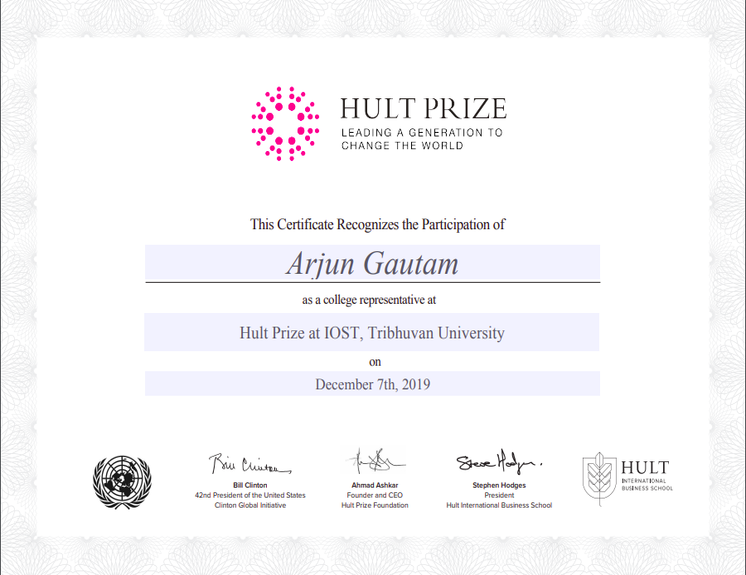 HULT PRIZE
LEADING A GENERATION TO
CHANGE THE WORLD
This Certificate Recognizes the Participation of
Arjun Gautam
as a college representative at
Hult Prize at IOST, Tribhuvan University
on
December 7th, 2019
Bill Clinton
Steve Hodges.
Bill Clinton
42nd President of the United States
Clinton Global Initiative
Ahmad Ashkar
Founder and CEO
Hult Prize Foundation
Stephen Hodges
President
Hult International Business School
HULT
INTERNATIONAL
BUSINESS SCHOOL